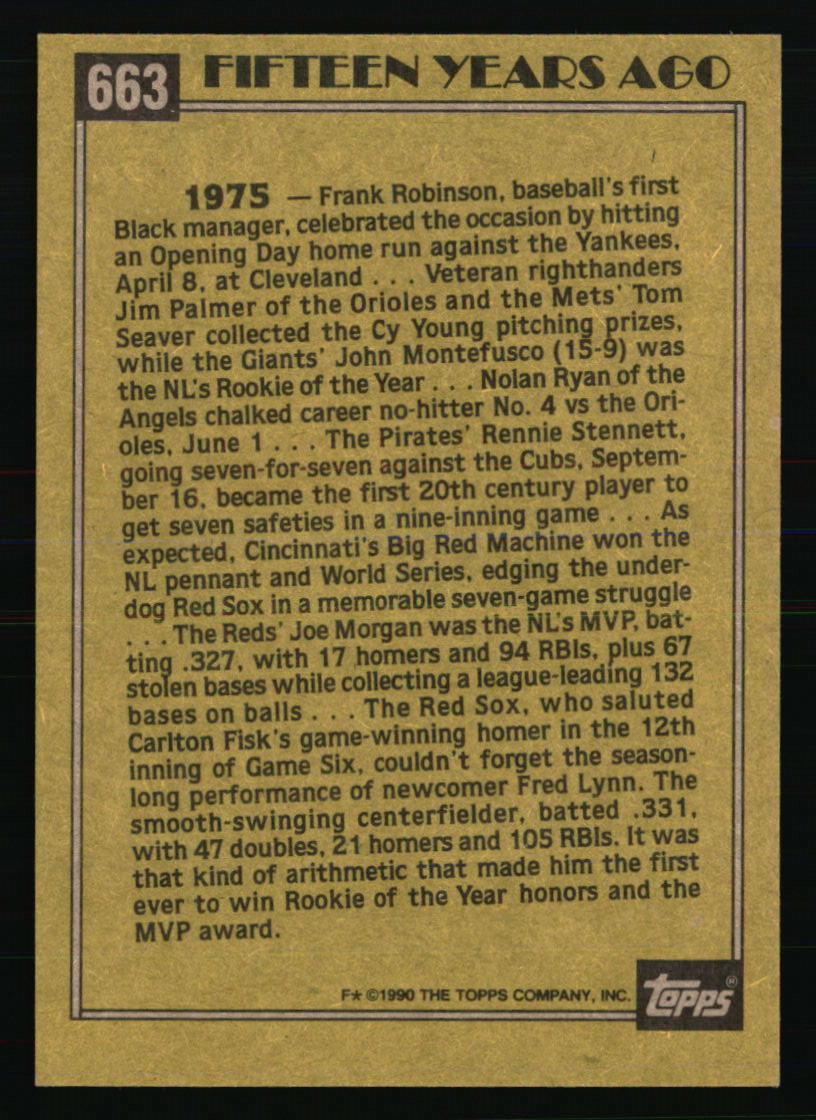 663 FIFTEEN YEARS AGO
1975 — Frank Robinson, baseball's first
Black manager, celebrated the occasion by hitting
an Opening Day home run against the Yankees,
April 8, at Cleveland . . . Veteran righthanders
Jim Palmer of the Orioles and the Mets' Tom
Seaver collected the Cy Young pitching prizes,
while the Giants' John Montefusco (15-9) was
the NL's Rookie of the Year . . . Nolan Ryan of the
Angels chalked career no-hitter No. 4 vs the Ori-
oles, June 1 . . . The Pirates' Rennie Stennett,
going seven-for-seven against the Cubs, Septem-
ber 16, became the first 20th century player to
get seven safeties in a nine-inning game . . . As
expected, Cincinnati's Big Red Machine won the
NL pennant and World Series, edging the under-
dog Red Sox in a memorable seven-game struggle
. . . The Reds' Joe Morgan was the NL's MVP, bat-
ting .327, with 17 homers and 94 RBIs, plus 67
stolen bases while collecting a league-leading 132
bases on balls . . . The Red Sox, who saluted
Carlton Fisk's game-winning homer in the 12th
inning of Game Six, couldn't forget the season-
long performance of newcomer Fred Lynn. The
smooth-swinging centerfielder, batted .331,
with 47 doubles, 21 homers and 105 RBIs. It was
that kind of arithmetic that made him the first
ever to win Rookie of the Year honors and the
MVP award.
F★ ©1990 THE TOPPS COMPANY, INC. TOPPS®